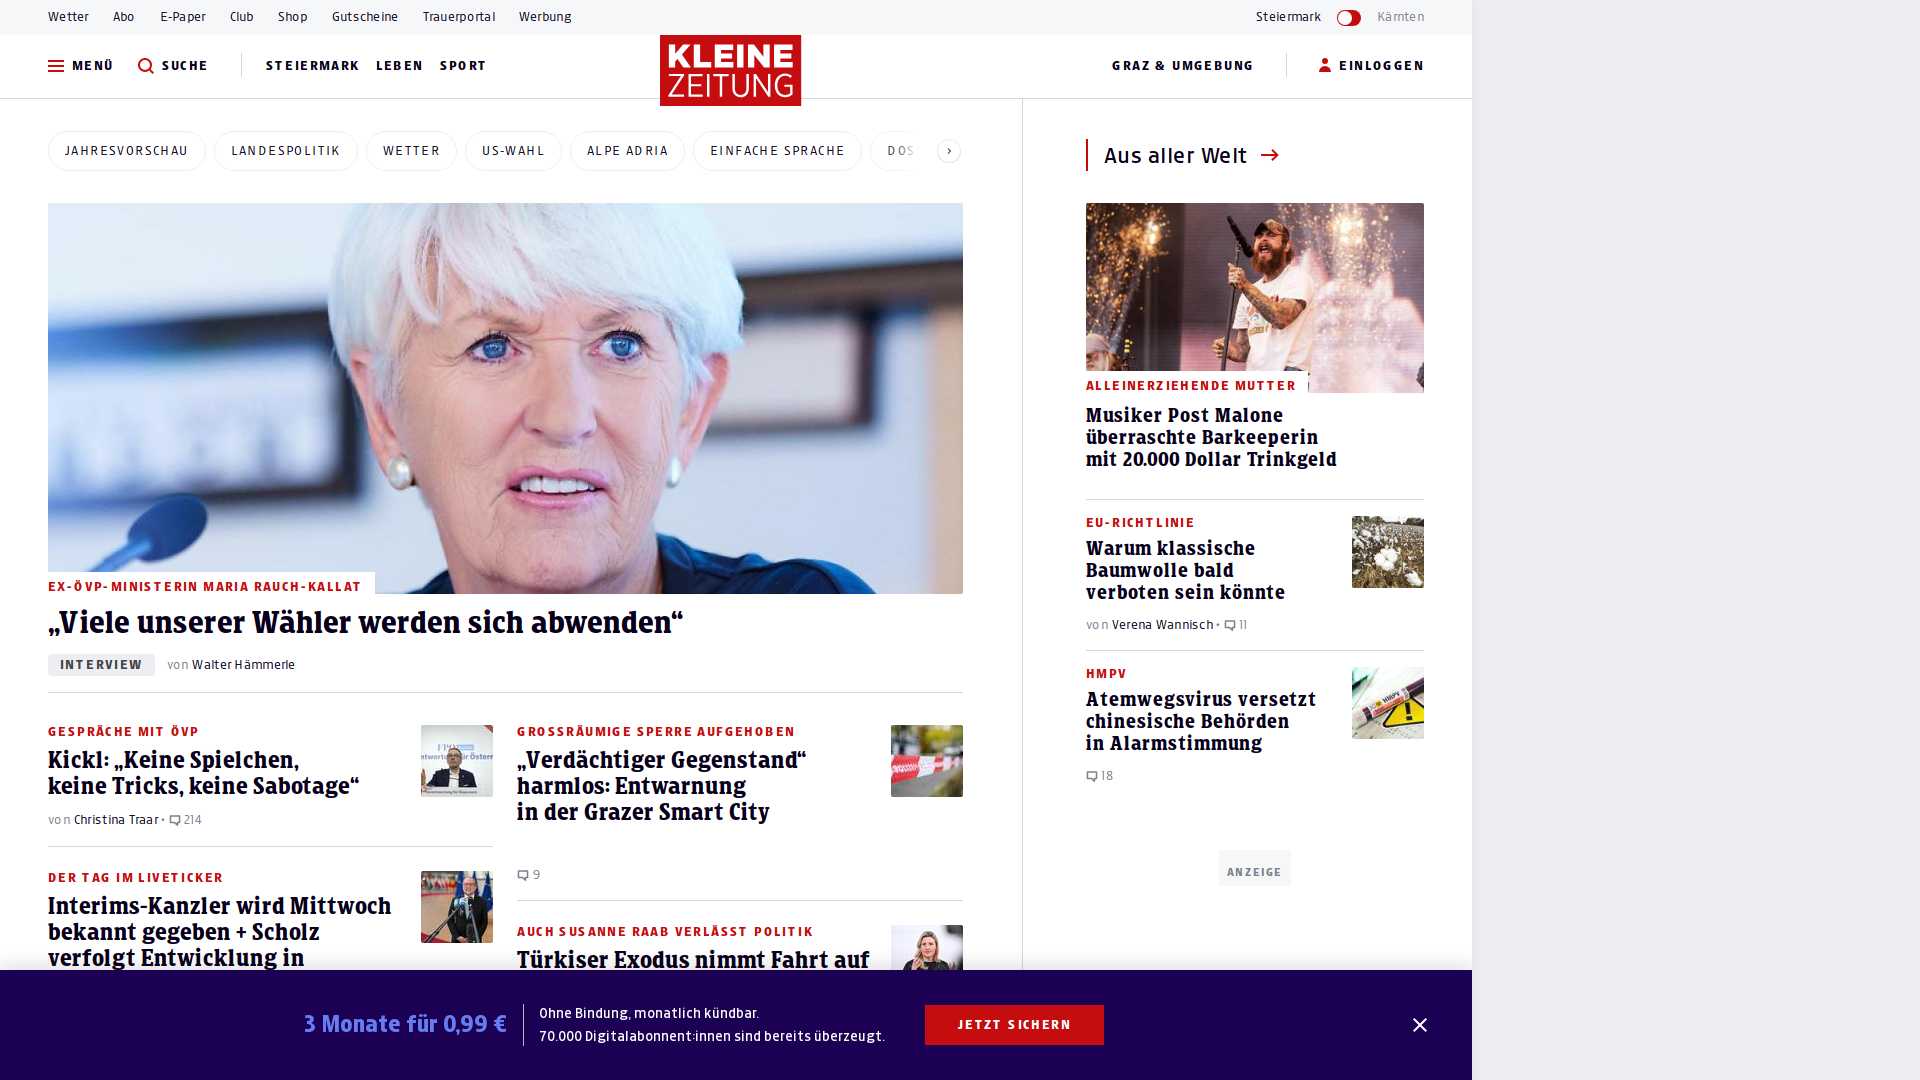 Wetter Abo E-Paper Club Shop Gutscheine Trauerportal Werbung Steiermark Kärnten
MENÜ SUCHE STEIERMARK LEBEN SPORT
KLEINE
ZEITUNG
GRAZ & UMGEBUNG EINLOGGEN
JAHRESVORSCHAU LANDESPOLITIK WETTER US-WAHL ALPE ADRIA EINFACHE SPRACHE DOS
EX-ÖVP-MINISTERIN MARIA RAUCH-KALLAT
„Viele unserer Wähler werden sich abwenden“
INTERVIEW von Walter Hämmerle
GESPRÄCHE MIT ÖVP
Kickl: „Keine Spielchen,
keine Tricks, keine Sabotage“
von Christina Traar • 214
DER TAG IM LIVETICKER
Interims-Kanzler wird Mittwoch
bekannt gegeben + Scholz
verfolgt Entwicklung in
GROSSRÄUMIGE SPERRE AUFGEHOBEN
„Verdächtiger Gegenstand“
harmlos: Entwarnung
in der Grazer Smart City
9
AUCH SUSANNE RAAB VERLÄSST POLITIK
Türkiser Exodus nimmt Fahrt auf
Aus aller Welt
ALLEINERZIEHENDE MUTTER
Musiker Post Malone
überraschte Barkeeperin
mit 20.000 Dollar Trinkgeld
EU-RICHTLINIE
Warum klassische
Baumwolle bald
verboten sein könnte
von Verena Wannisch • 11
HMPV
Atemwegsvirus versetzt
chinesische Behörden
in Alarmstimmung
18
ANZEIGE
3 Monate für 0,99 €
Ohne Bindung, monatlich kündbar.
70.000 Digitalabonnent:innen sind bereits überzeugt.
JETZT SICHERN